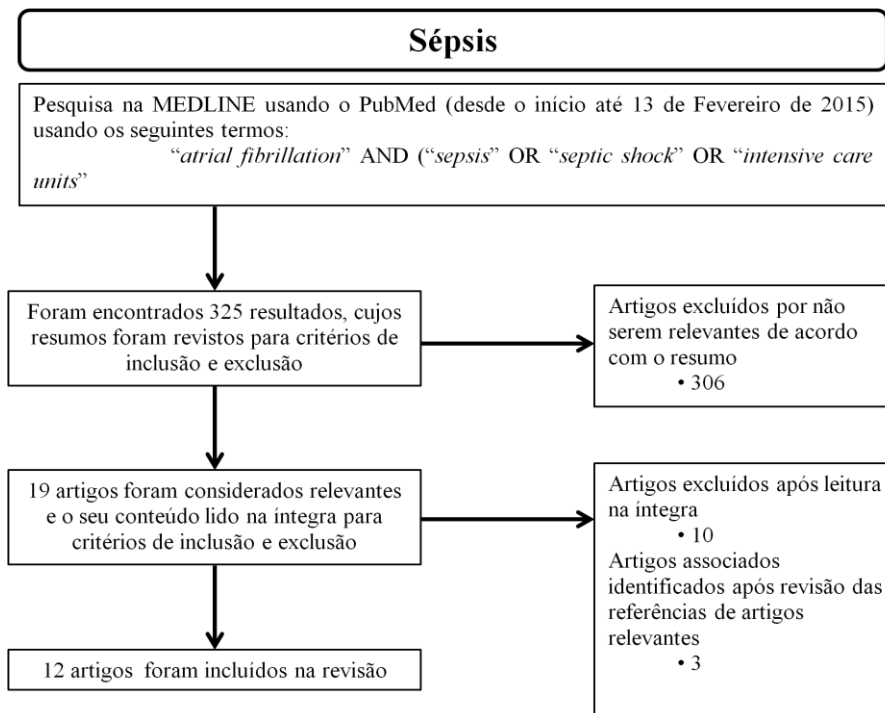 Sépsis
Pesquisa na MEDLINE usando o PubMed (desde o início até 13 de Fevereiro de 2015)
usando os seguintes termos:
“atrial fibrillation” AND (“sepsis” OR “septic shock” OR “intensive care
units”
Foram encontrados 325 resultados, cujos
resumos foram revistos para critérios de
inclusão e exclusão
Artigos excluídos por não
serem relevantes de acordo
com o resumo
• 306
19 artigos foram considerados relevantes
e o seu conteúdo lido na íntegra para
critérios de inclusão e exclusão
Artigos excluídos após leitura
na íntegra
• 10
Artigos associados
identificados após revisão das
referências de artigos
relevantes
• 3
12 artigos foram incluídos na revisão